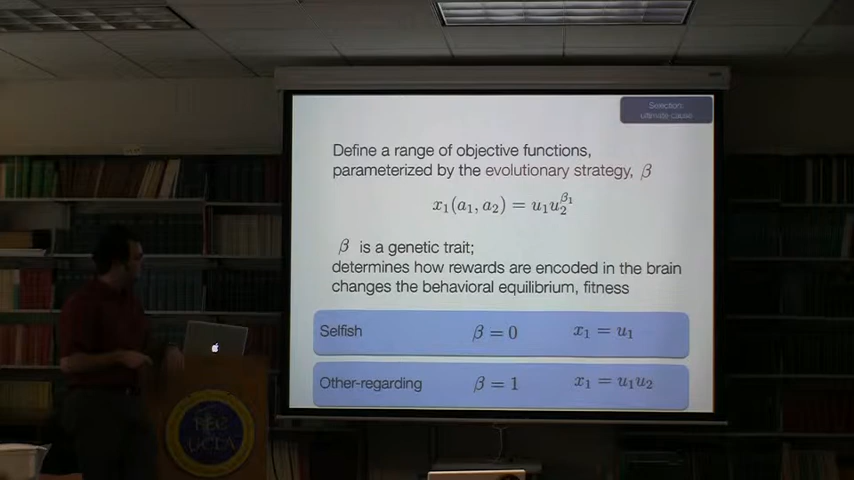 Selection:
ultimate cause
Define a range of objective functions,
parameterized by the evolutionary strategy, β
x₁(a₁, a₂) = u₁u₂^β₁
β is a genetic trait;
determines how rewards are encoded in the brain
changes the behavioral equilibrium, fitness
Selfish β = 0 x₁ = u₁
Other-regarding β = 1 x₁ = u₁u₂
UCLA